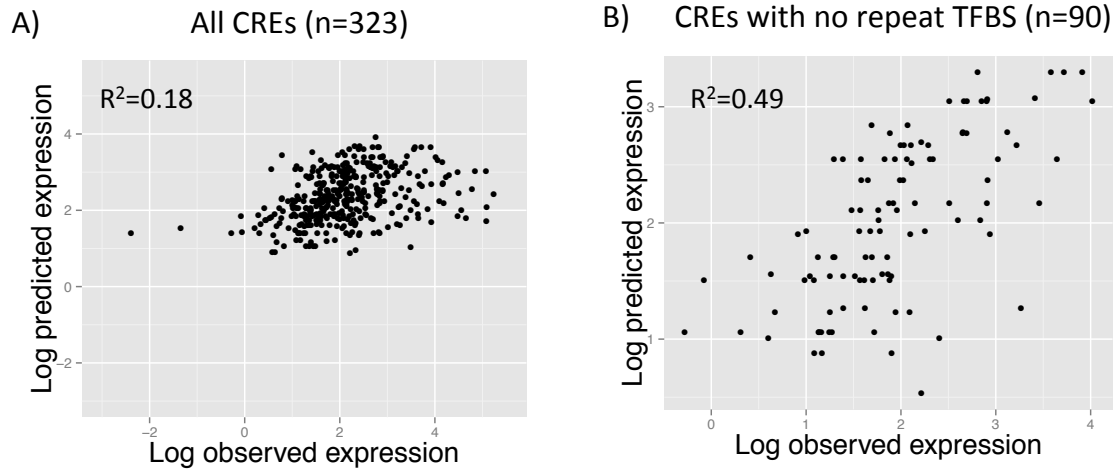 A)
All CREs (n=323)
R²=0.18
Log predicted expression
4
2
0
−2
−2
0
2
4
Log observed expression
B)
CREs with no repeat TFBS (n=90)
R²=0.49
Log predicted expression
3
2
1
0
1
2
3
4
Log observed expression